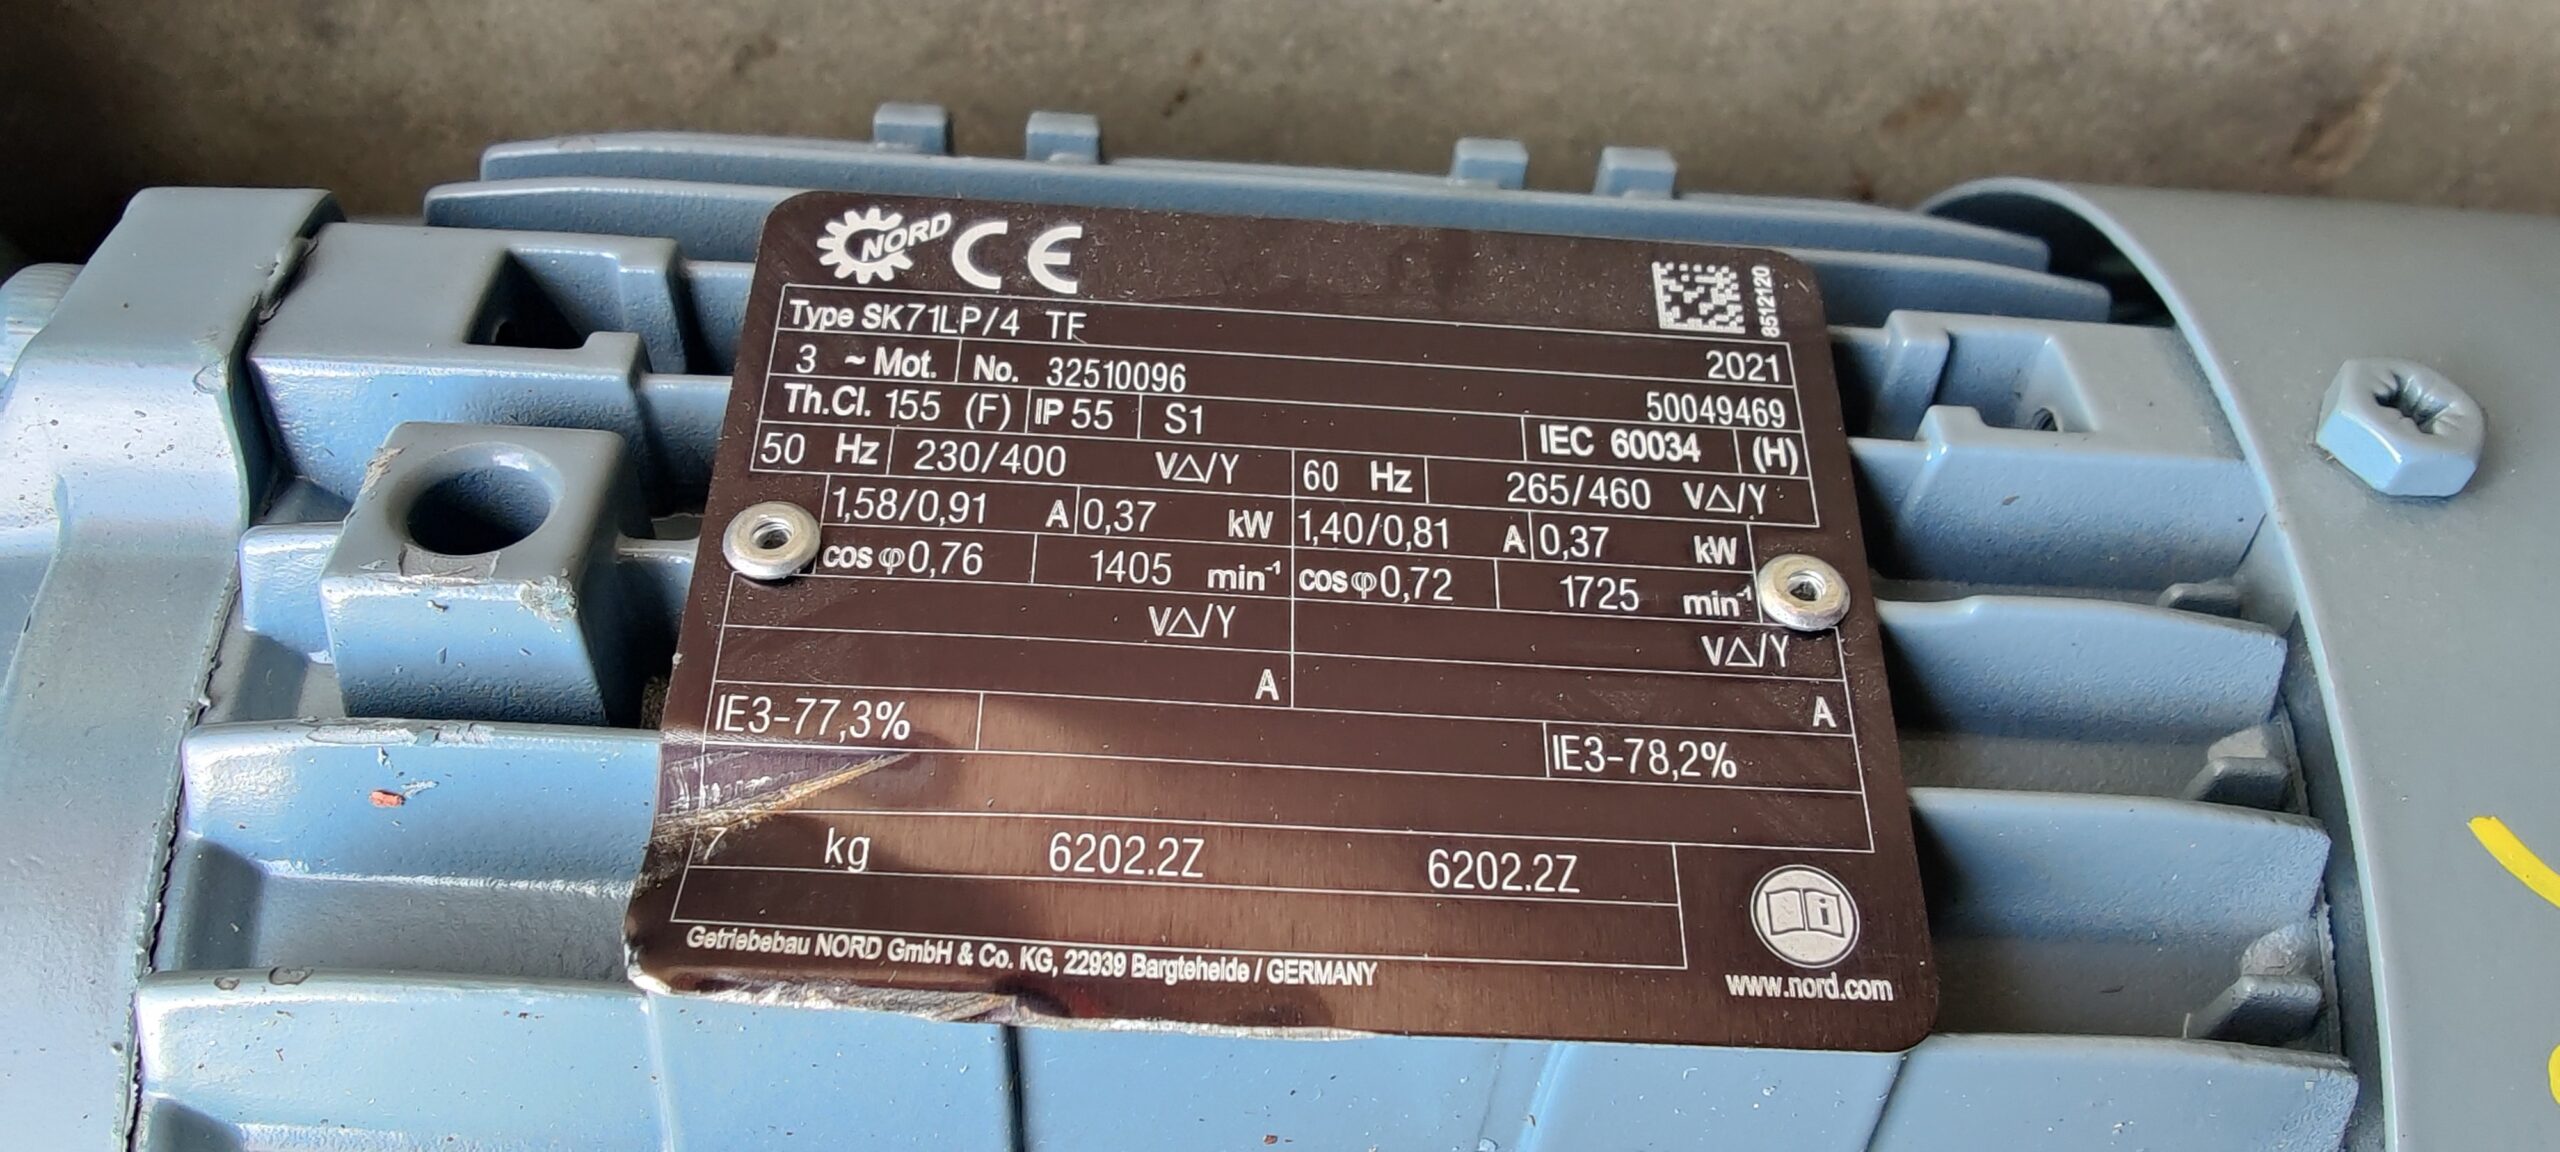 NORD CE
8512120
Type SK71LP/4 TF
3 ~ Mot. No. 32510096 2021
50049469
Th.Cl. 155 (F) IP 55 S1 IEC 60034 (H)
50 Hz 230/400 V△/Y 60 Hz 265/460 V△/Y
1,58/0,91 A 0,37 kW 1,40/0,81 A 0,37 kW
cos φ 0,76 1405 min⁻¹ cos φ 0,72 1725 min⁻¹
V△/Y V△/Y
A A
IE3-77,3% IE3-78,2%
7 kg 6202.2Z 6202.2Z
i
Getriebebau NORD GmbH & Co. KG, 22939 Bargteheide / GERMANY
www.nord.com